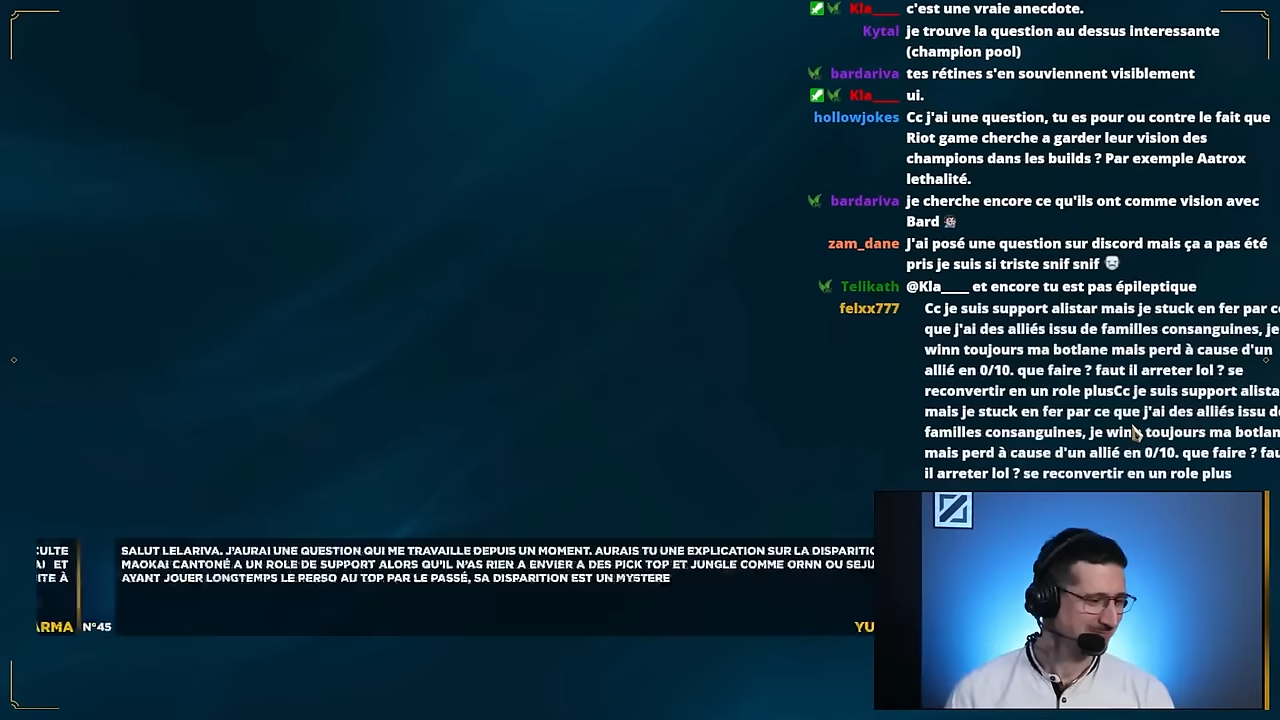 Kla____ c'est une vraie anecdote.
Kytal je trouve la question au dessus interessante
(champion pool)
bardariva tes rétines s'en souviennent visiblement
Kla____ ui.
hollowjokes Cc j'ai une question, tu es pour ou contre le fait que
Riot game cherche a garder leur vision des
champions dans les builds ? Par exemple Aatrox
lethalité.
bardariva je cherche encore ce qu'ils ont comme vision avec
Bard
zam_dane J'ai posé une question sur discord mais ça a pas été
pris je suis si triste snif snif
Telikath @Kla____ et encore tu est pas épileptique
felxx777 Cc je suis support alistar mais je stuck en fer par ce
que j'ai des alliés issu de familles consanguines, je
winn toujours ma botlane mais perd à cause d'un
allié en 0/10. que faire ? faut il arreter lol ? se
reconvertir en un role plusCc je suis support alista
mais je stuck en fer par ce que j'ai des alliés issu de
familles consanguines, je winn toujours ma botlan
mais perd à cause d'un allié en 0/10. que faire ? fau
il arreter lol ? se reconvertir en un role plus
CULTE
AI ET
ITE À
ARMA N°45
SALUT LELARIVA. J'AURAI UNE QUESTION QUI ME TRAVAILLE DEPUIS UN MOMENT. AURAIS TU UNE EXPLICATION SUR LA DISPARITIO
MAOKAI CANTONÉ A UN ROLE DE SUPPORT ALORS QU'IL N'AS RIEN A ENVIER A DES PICK TOP ET JUNGLE COMME ORNN OU SEJU
AYANT JOUER LONGTEMPS LE PERSO AU TOP PAR LE PASSÉ, SA DISPARITION EST UN MYSTERE
YU